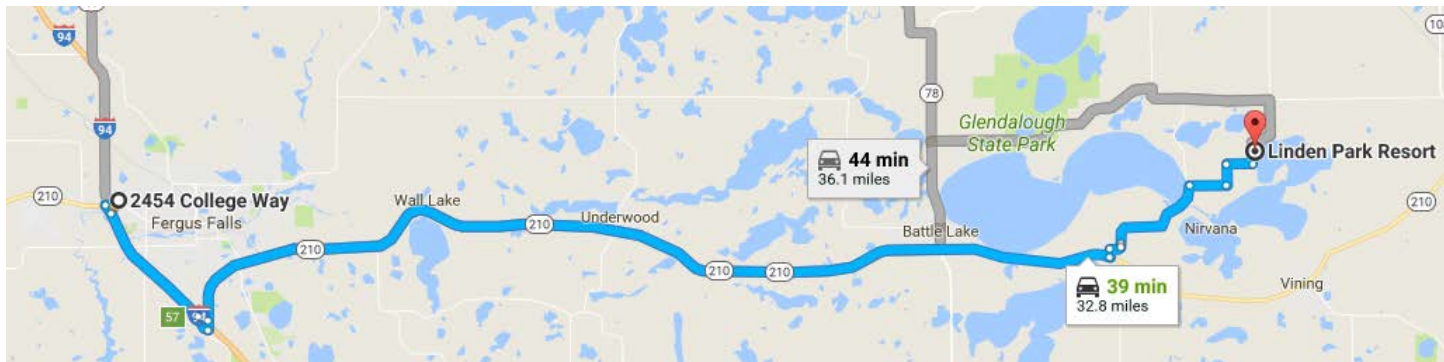 94
78
Glendalough
State Park
94
44 min
36.1 miles
Linden Park Resort
210
2454 College Way
Fergus Falls
Wall Lake
210
Underwood
210
Battle Lake
Nirvana
210
210
210
57
94
39 min
32.8 miles
Vining